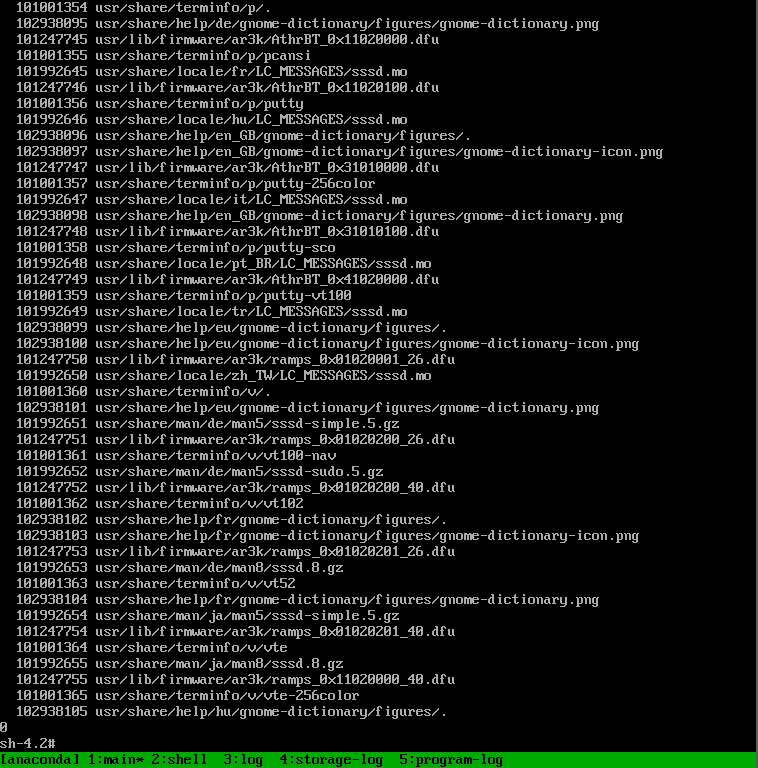 101001354 usr/share/terminfo/p/.
102938095 usr/share/help/de/gnome-dictionary/figures/gnome-dictionary.png
101247745 usr/lib/firmware/ar3k/AthrBT_0x11020000.dfu
101001355 usr/share/terminfo/p/pcansi
101992645 usr/share/locale/fr/LC_MESSAGES/sssd.mo
101247746 usr/lib/firmware/ar3k/AthrBT_0x11020100.dfu
101001356 usr/share/terminfo/p/putty
101992646 usr/share/locale/hu/LC_MESSAGES/sssd.mo
102938096 usr/share/help/en_GB/gnome-dictionary/figures/.
102938097 usr/share/help/en_GB/gnome-dictionary/figures/gnome-dictionary-icon.png
101247747 usr/lib/firmware/ar3k/AthrBT_0x31010000.dfu
101001357 usr/share/terminfo/p/putty-256color
101992647 usr/share/locale/it/LC_MESSAGES/sssd.mo
102938098 usr/share/help/en_GB/gnome-dictionary/figures/gnome-dictionary.png
101247748 usr/lib/firmware/ar3k/AthrBT_0x31010100.dfu
101001358 usr/share/terminfo/p/putty-sco
101992648 usr/share/locale/pt_BR/LC_MESSAGES/sssd.mo
101247749 usr/lib/firmware/ar3k/AthrBT_0x41020000.dfu
101001359 usr/share/terminfo/p/putty-vt100
101992649 usr/share/locale/tr/LC_MESSAGES/sssd.mo
102938099 usr/share/help/eu/gnome-dictionary/figures/.
102938100 usr/share/help/eu/gnome-dictionary/figures/gnome-dictionary-icon.png
101247750 usr/lib/firmware/ar3k/ramps_0x01020001_26.dfu
101992650 usr/share/locale/zh_TW/LC_MESSAGES/sssd.mo
101001360 usr/share/terminfo/v/.
102938101 usr/share/help/eu/gnome-dictionary/figures/gnome-dictionary.png
101992651 usr/share/man/de/man5/sssd-simple.5.gz
101247751 usr/lib/firmware/ar3k/ramps_0x01020200_26.dfu
101001361 usr/share/terminfo/v/vt100-nav
101992652 usr/share/man/de/man5/sssd-sudo.5.gz
101247752 usr/lib/firmware/ar3k/ramps_0x01020200_40.dfu
101001362 usr/share/terminfo/v/vt102
102938102 usr/share/help/fr/gnome-dictionary/figures/.
102938103 usr/share/help/fr/gnome-dictionary/figures/gnome-dictionary-icon.png
101247753 usr/lib/firmware/ar3k/ramps_0x01020201_26.dfu
101992653 usr/share/man/de/man8/sssd.8.gz
101001363 usr/share/terminfo/v/vt52
102938104 usr/share/help/fr/gnome-dictionary/figures/gnome-dictionary.png
101992654 usr/share/man/ja/man5/sssd-simple.5.gz
101247754 usr/lib/firmware/ar3k/ramps_0x01020201_40.dfu
101001364 usr/share/terminfo/v/vte
101992655 usr/share/man/ja/man8/sssd.8.gz
101247755 usr/lib/firmware/ar3k/ramps_0x11020000_40.dfu
101001365 usr/share/terminfo/v/vte-256color
102938105 usr/share/help/hu/gnome-dictionary/figures/.
0
sh-4.2#
[anaconda] 1:main* 2:shell  3:log  4:storage-log  5:program-log